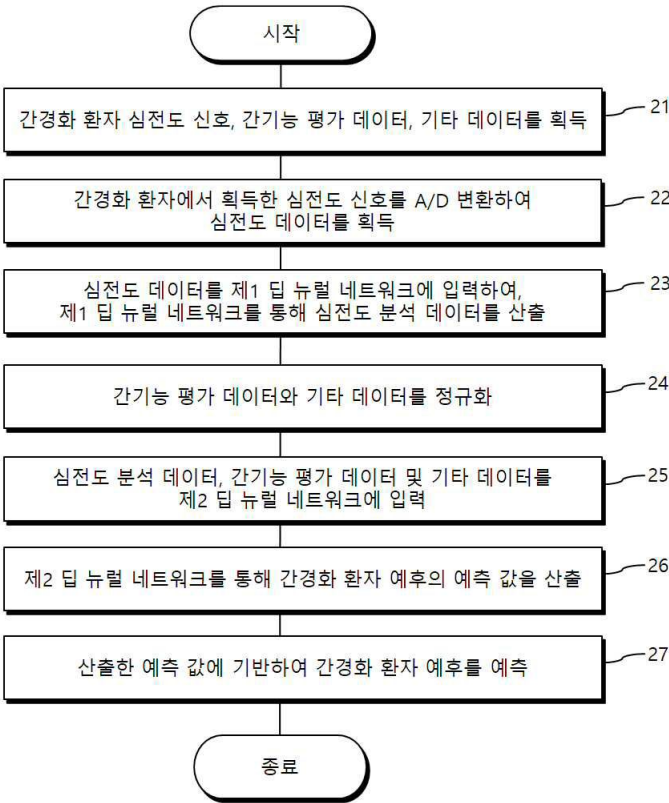 시작
간경화 환자 심전도 신호, 간기능 평가 데이터, 기타 데이터를 획득
21
간경화 환자에서 획득한 심전도 신호를 A/D 변환하여
심전도 데이터를 획득
22
심전도 데이터를 제1 딥 뉴럴 네트워크에 입력하여,
제1 딥 뉴럴 네트워크를 통해 심전도 분석 데이터를 산출
23
간기능 평가 데이터와 기타 데이터를 정규화
24
심전도 분석 데이터, 간기능 평가 데이터 및 기타 데이터를
제2 딥 뉴럴 네트워크에 입력
25
제2 딥 뉴럴 네트워크를 통해 간경화 환자 예후의 예측 값을 산출
26
산출한 예측 값에 기반하여 간경화 환자 예후를 예측
27
종료